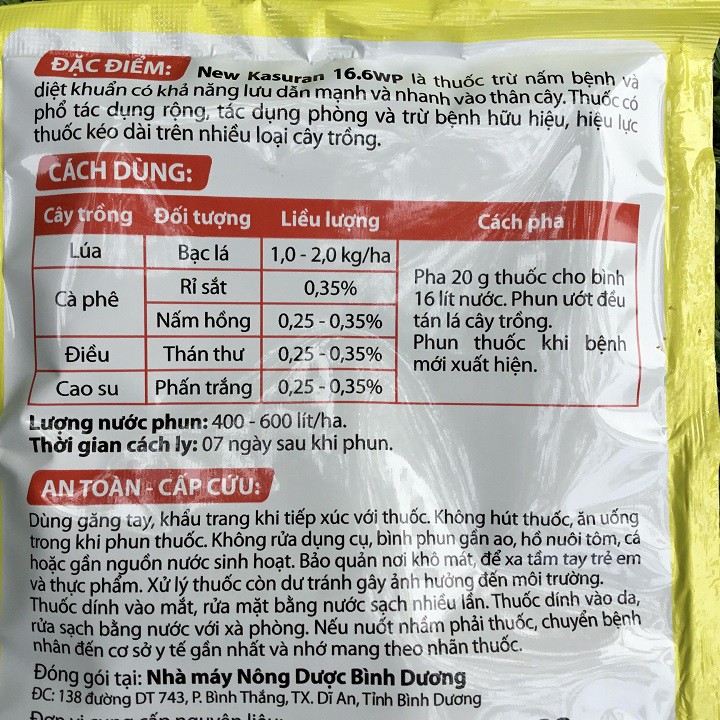 ĐẶC ĐIỂM: New Kasuran 16.6WP là thuốc trừ nấm bệnh và
diệt khuẩn có khả năng lưu dẫn mạnh và nhanh vào thân cây. Thuốc có
phổ tác dụng rộng, tác dụng phòng và trừ bệnh hữu hiệu, hiệu lực
thuốc kéo dài trên nhiều loại cây trồng.
CÁCH DÙNG:
Cây trồng Đối tượng Liều lượng Cách pha
Lúa Bạc lá 1,0 - 2,0 kg/ha
Cà phê Rỉ sắt 0,35%
Nấm hồng 0,25 - 0,35%
Điều Thán thư 0,25 - 0,35%
Cao su Phấn trắng 0,25 - 0,35%
Pha 20 g thuốc cho bình
16 lít nước. Phun ướt đều
tán lá cây trồng.
Phun thuốc khi bệnh
mới xuất hiện.
Lượng nước phun: 400 - 600 lít/ha.
Thời gian cách ly: 07 ngày sau khi phun.
AN TOÀN - CẤP CỨU:
Dùng găng tay, khẩu trang khi tiếp xúc với thuốc. Không hút thuốc, ăn uống
trong khi phun thuốc. Không rửa dụng cụ, bình phun gần ao, hồ nuôi tôm, cá
hoặc gần nguồn nước sinh hoạt. Bảo quản nơi khô mát, để xa tầm tay trẻ em
và thực phẩm. Xử lý thuốc còn dư tránh gây ảnh hưởng đến môi trường.
Thuốc dính vào mắt, rửa mặt bằng nước sạch nhiều lần. Thuốc dính vào da,
rửa sạch bằng nước với xà phòng. Nếu nuốt nhầm phải thuốc, chuyển bệnh
nhân đến cơ sở y tế gần nhất và nhớ mang theo nhãn thuốc.
Đóng gói tại: Nhà máy Nông Dược Bình Dương
ĐC: 138 đường DT 743, P. Bình Thắng, TX. Dĩ An, Tỉnh Bình Dương
Đơn vị cung cấp nguyên liệu: